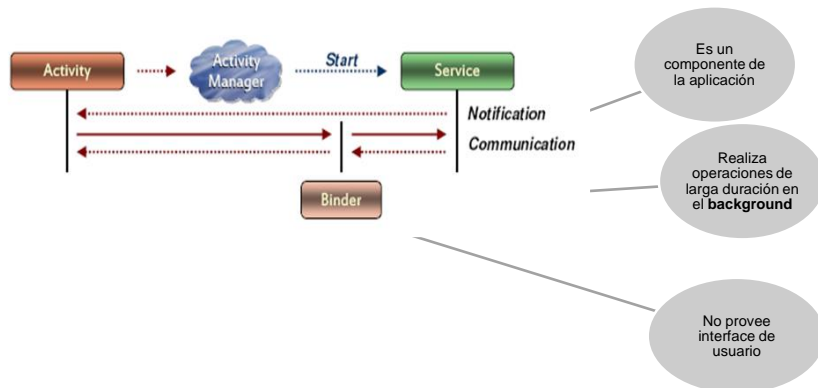 Activity
Activity
Manager
Start
Service
Notification
Communication
Binder
Es un
componente de
la aplicación
Realiza
operaciones de
larga duración en
el background
No provee
interface de
usuario